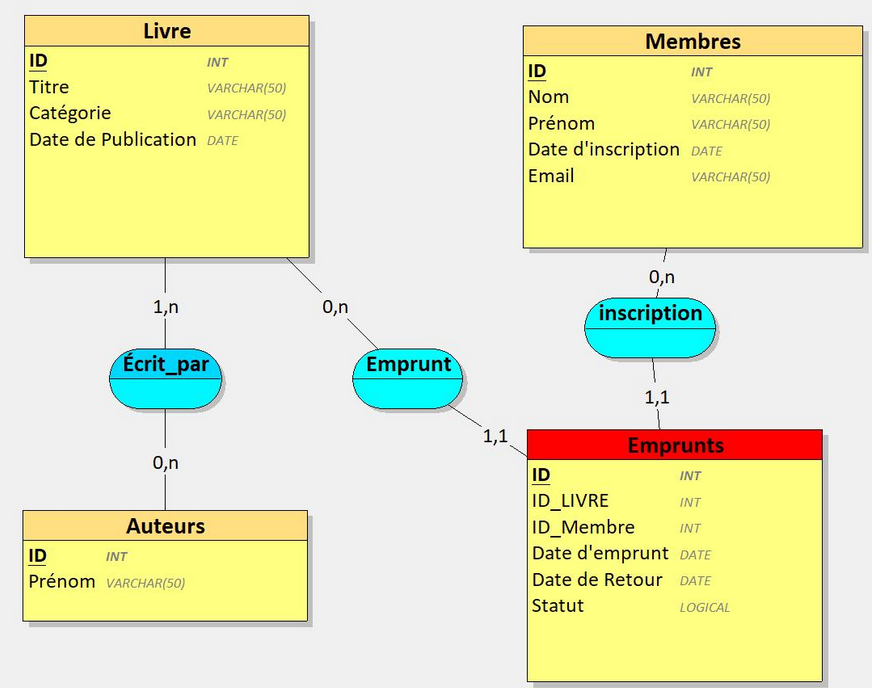 Livre
ID INT
Titre VARCHAR(50)
Catégorie VARCHAR(50)
Date de Publication DATE
Membres
ID INT
Nom VARCHAR(50)
Prénom VARCHAR(50)
Date d'inscription DATE
Email VARCHAR(50)
1,n
0,n
0,n
Écrit_par
Emprunt
inscription
0,n
1,1
1,1
Auteurs
ID INT
Prénom VARCHAR(50)
Emprunts
ID INT
ID_LIVRE INT
ID_Membre INT
Date d'emprunt DATE
Date de Retour DATE
Statut LOGICAL